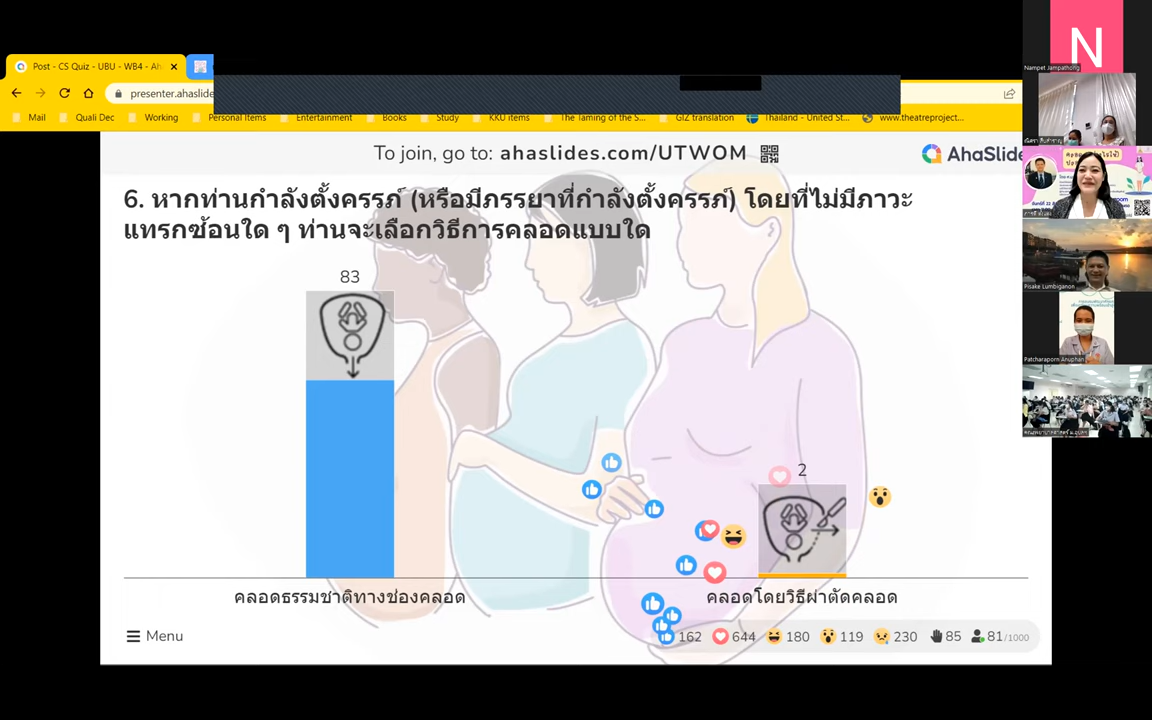 Post - CS Quiz - UBU - WB4 - Ah
presenter.ahaslide
Mail Quali Dec Working Personal Items Entertainment Books Study KKU items The Taming of the S... GIZ translation Thailand - United St... www.theatreproject...
To join, go to: ahaslides.com/UTWOM
AhaSlide
6. หากท่านกำลังตั้งครรภ์ (หรือมีภรรยาที่กำลังตั้งครรภ์) โดยที่ไม่มีภาวะ
แทรกซ้อนใด ๆ ท่านจะเลือกวิธีการคลอดแบบใด
83
2
คลอดธรรมชาติทางช่องคลอด
คลอดโดยวิธีผ่าตัดคลอด
Menu
162 644 180 119 230 85 81/1000
N
Nampet Jampathong
Pisake Lumbiganon
Patcharaporn Anuphan